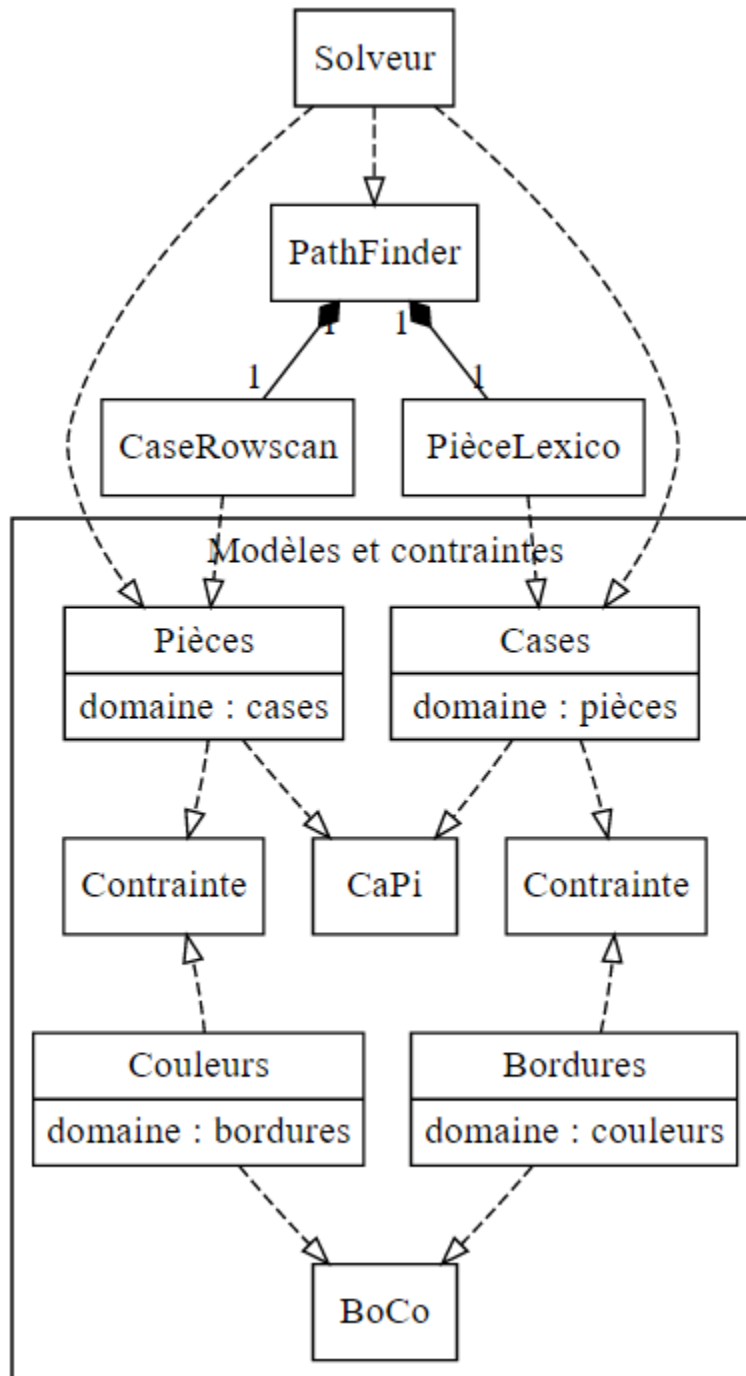 Solveur
PathFinder
1 1
1 1
CaseRowscan PièceLexico
Modèles et contraintes
Pièces Cases
domaine : cases domaine : pièces
Contrainte CaPi Contrainte
Couleurs Bordures
domaine : bordures domaine : couleurs
BoCo